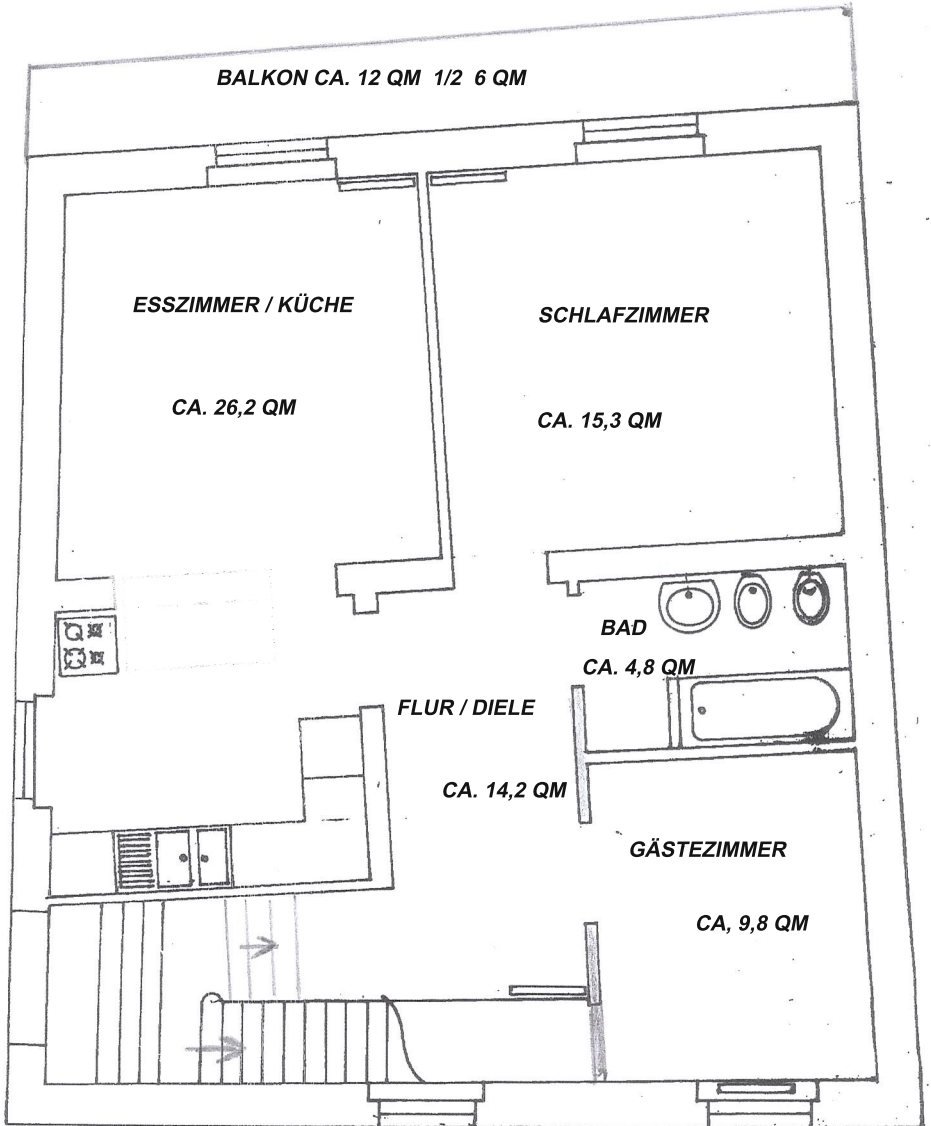 BALKON CA. 12 QM 1/2 6 QM
ESSZIMMER / KÜCHE
CA. 26,2 QM
SCHLAFZIMMER
CA. 15,3 QM
BAD
CA. 4,8 QM
FLUR / DIELE
CA. 14,2 QM
GÄSTEZIMMER
CA, 9,8 QM